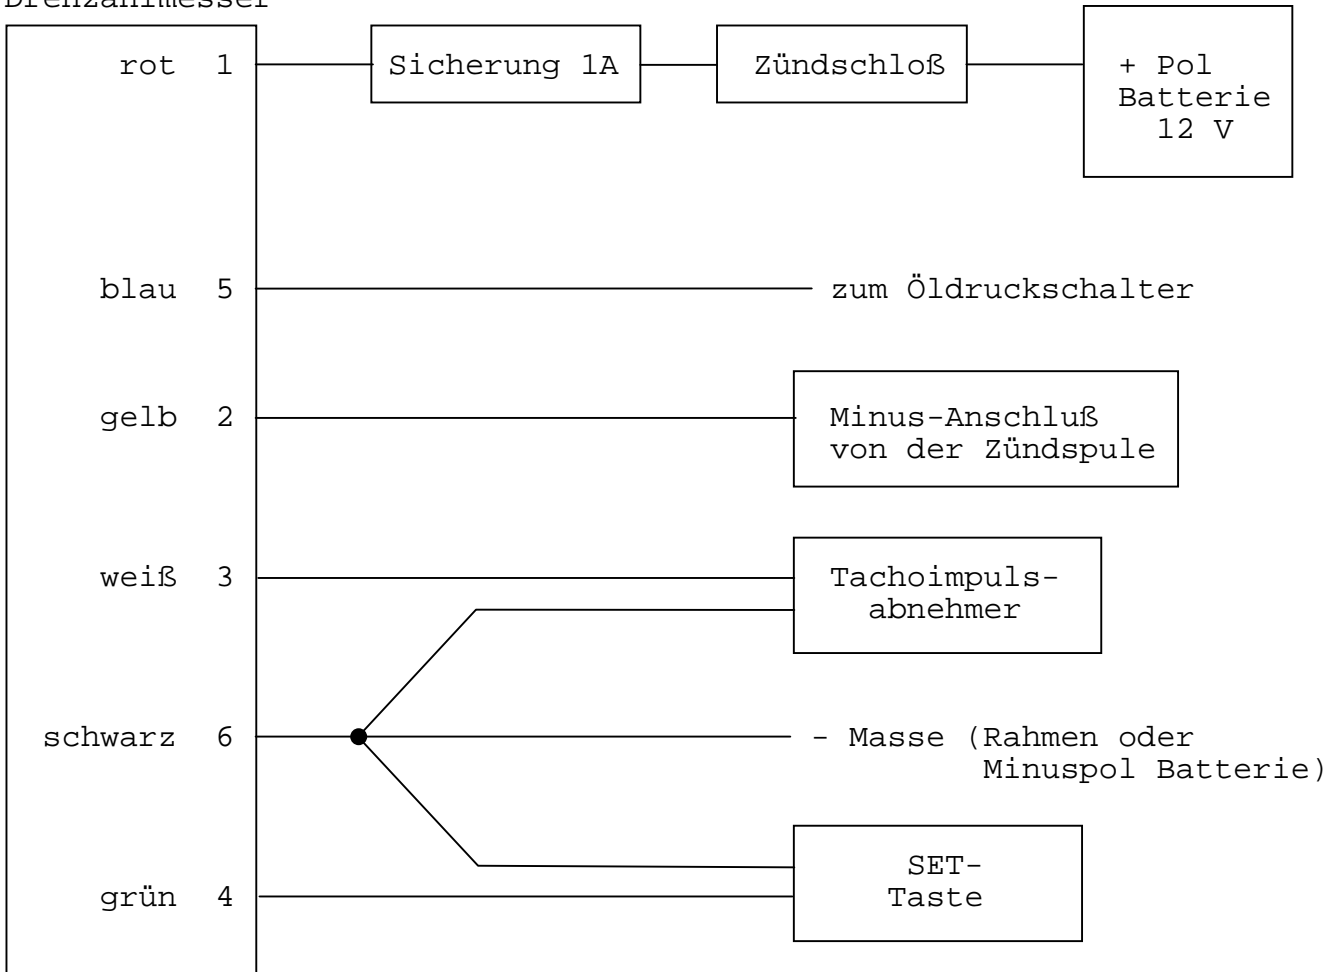 Drehzahlmesser
rot 1
Sicherung 1A
Zündschloß
+ Pol
Batterie
12 V
blau 5
zum Öldruckschalter
gelb 2
Minus-Anschluß
von der Zündspule
weiß 3
Tachoimpuls-
abnehmer
schwarz 6
- Masse (Rahmen oder
Minuspol Batterie)
grün 4
SET-
Taste